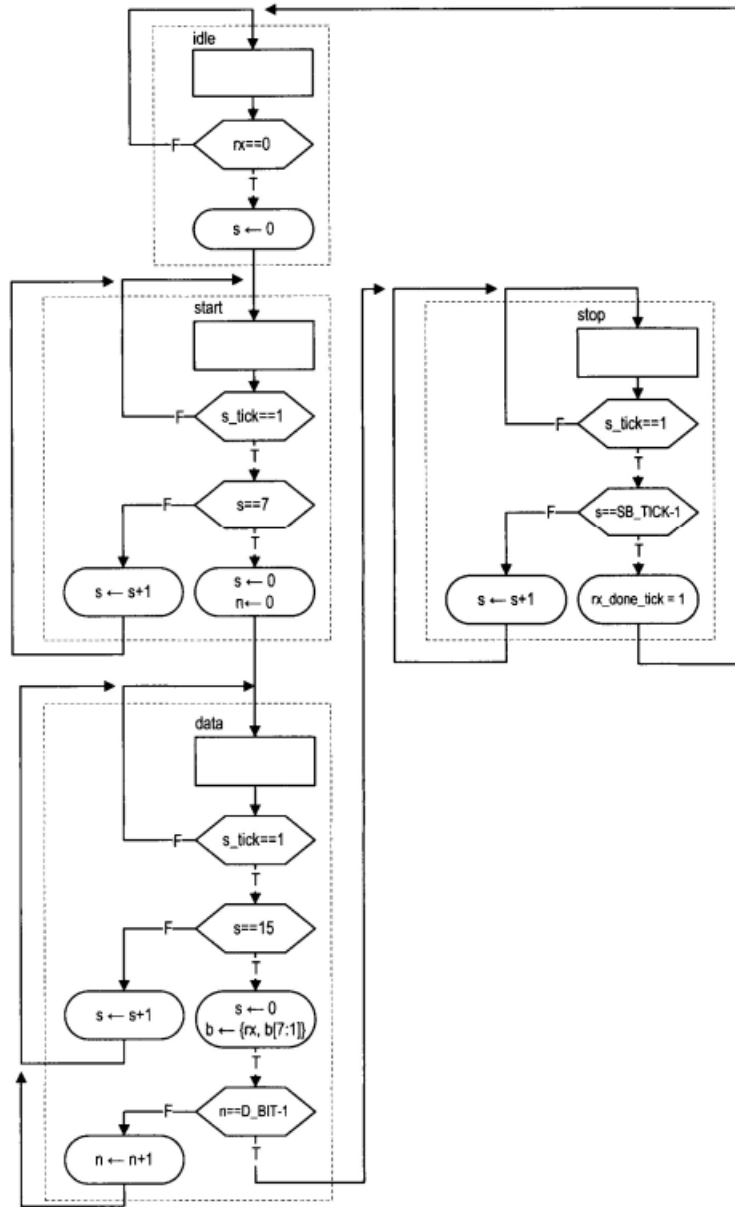 idle
rx==0
F
T
s ← 0
start
s_tick==1
F
T
s==7
F
T
s ← s+1
s ← 0
n← 0
data
s_tick==1
F
T
s==15
F
T
s ← s+1
s ← 0
b ← {rx, b[7:1]}
T
n==D_BIT-1
F
T
n ← n+1
stop
s_tick==1
F
T
s==SB_TICK-1
F
T
s ← s+1
rx_done_tick = 1